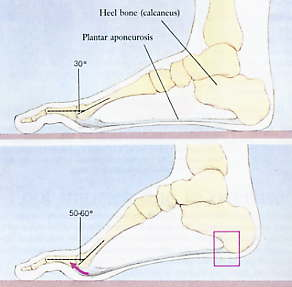 Heel bone (calcaneus)
Plantar aponeurosis
30°
50-60°